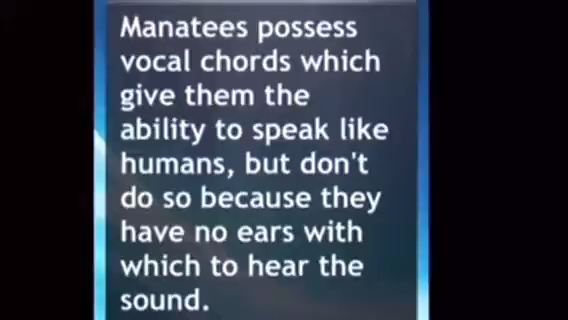 Manatees possess
vocal chords which
give them the
ability to speak like
humans, but don't
do so because they
have no ears with
which to hear the
sound.